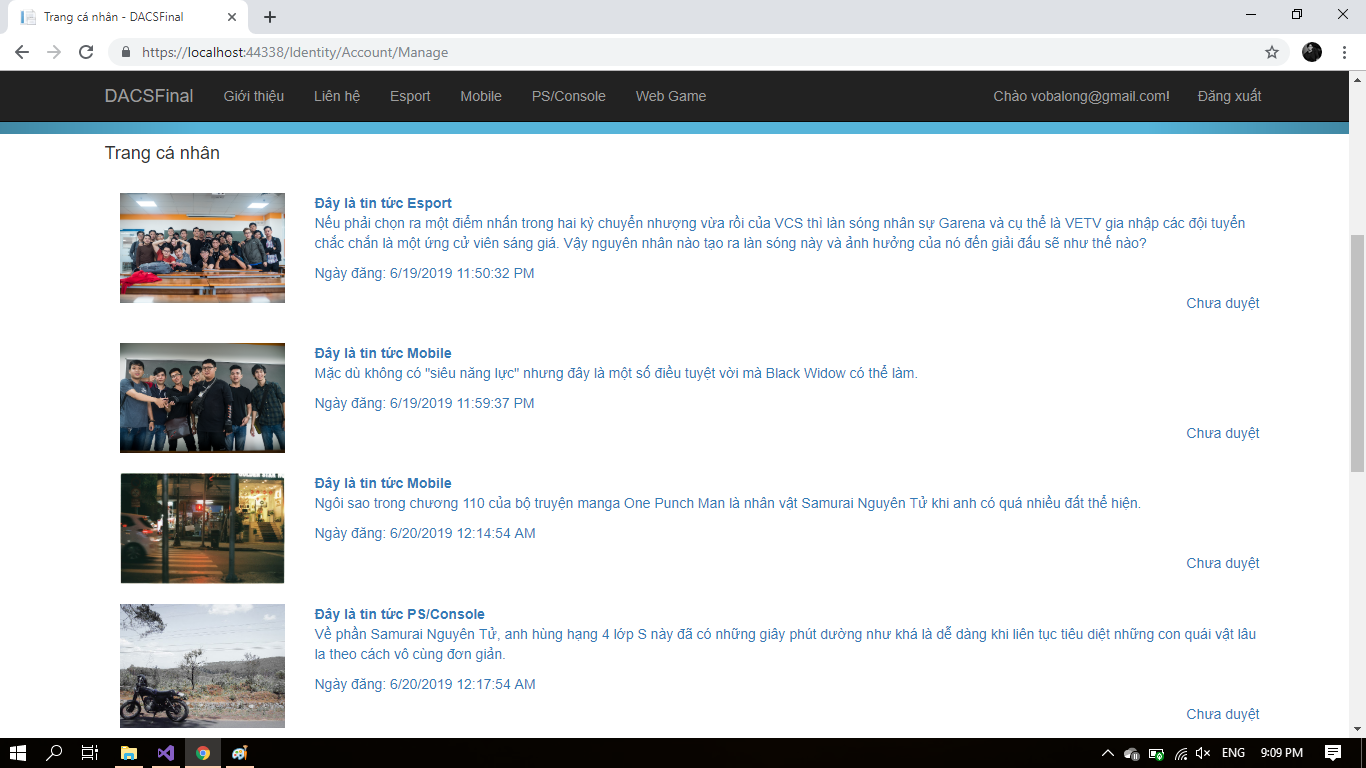 Trang cá nhân - DACSFinal
https://localhost:44338/Identity/Account/Manage
DACSFinal Giới thiệu Liên hệ Esport Mobile PS/Console Web Game Chào vobalong@gmail.com! Đăng xuất
Trang cá nhân
Đây là tin tức Esport
Nếu phải chọn ra một điểm nhấn trong hai kỳ chuyển nhượng vừa rồi của VCS thì làn sóng nhân sự Garena và cụ thể là VETV gia nhập các đội tuyển
chắc chắn là một ứng cử viên sáng giá. Vậy nguyên nhân nào tạo ra làn sóng này và ảnh hưởng của nó đến giải đấu sẽ như thế nào?
Ngày đăng: 6/19/2019 11:50:32 PM
Chưa duyệt
Đây là tin tức Mobile
Mặc dù không có "siêu năng lực" nhưng đây là một số điều tuyệt vời mà Black Widow có thể làm.
Ngày đăng: 6/19/2019 11:59:37 PM
Chưa duyệt
Đây là tin tức Mobile
Ngôi sao trong chương 110 của bộ truyện manga One Punch Man là nhân vật Samurai Nguyên Tử khi anh có quá nhiều đất thể hiện.
Ngày đăng: 6/20/2019 12:14:54 AM
Chưa duyệt
Đây là tin tức PS/Console
Về phần Samurai Nguyên Tử, anh hùng hạng 4 lớp S này đã có những giây phút dường như khá là dễ dàng khi liên tục tiêu diệt những con quái vật lâu
la theo cách vô cùng đơn giản.
Ngày đăng: 6/20/2019 12:17:54 AM
Chưa duyệt
ENG 9:09 PM